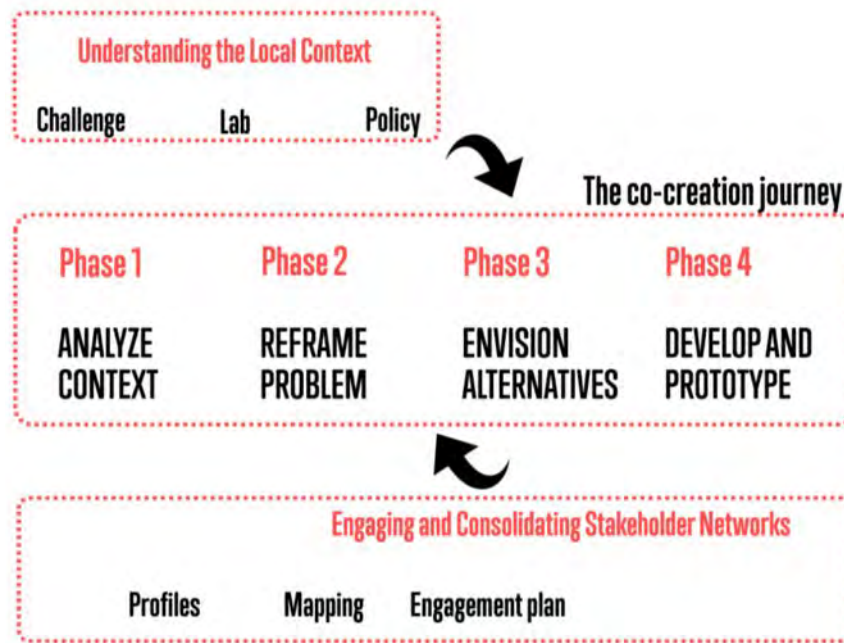 Understanding the Local Context
Challenge Lab Policy
The co-creation journey
Phase 1 Phase 2 Phase 3 Phase 4
ANALYZE REFRAME ENVISION DEVELOP AND
CONTEXT PROBLEM ALTERNATIVES PROTOTYPE
Engaging and Consolidating Stakeholder Networks
Profiles Mapping Engagement plan